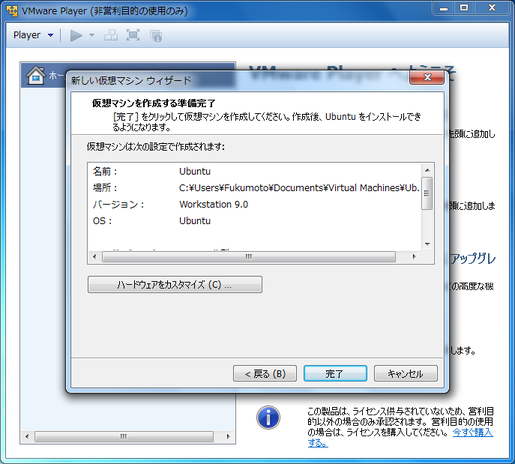 VMware Player (非営利目的の使用のみ)
Player
ホー
VMware Player へようこそ
新しい仮想マシン ウィザード
仮想マシンを作成する準備完了
[完了] をクリックして仮想マシンを作成してください。作成後、Ubuntu をインストールでき
るようになります。
仮想マシンは次の設定で作成されます:
名前： Ubuntu
場所： C:¥Users¥Fukumoto¥Documents¥Virtual Machines¥Ub.
バージョン： Workstation 9.0
OS： Ubuntu
ハードウェアをカスタマイズ (C) ...
< 戻る (B)
完了
キャンセル
先頭に追加し
頭に追加しま
アップグレ
の高度な機
します。
この製品は、ライセンス供与されていないため、営利目
的以外の場合のみ承認されます。営利目的の使用
の場合は、ライセンスを購入してください。 今すぐ購入
する。